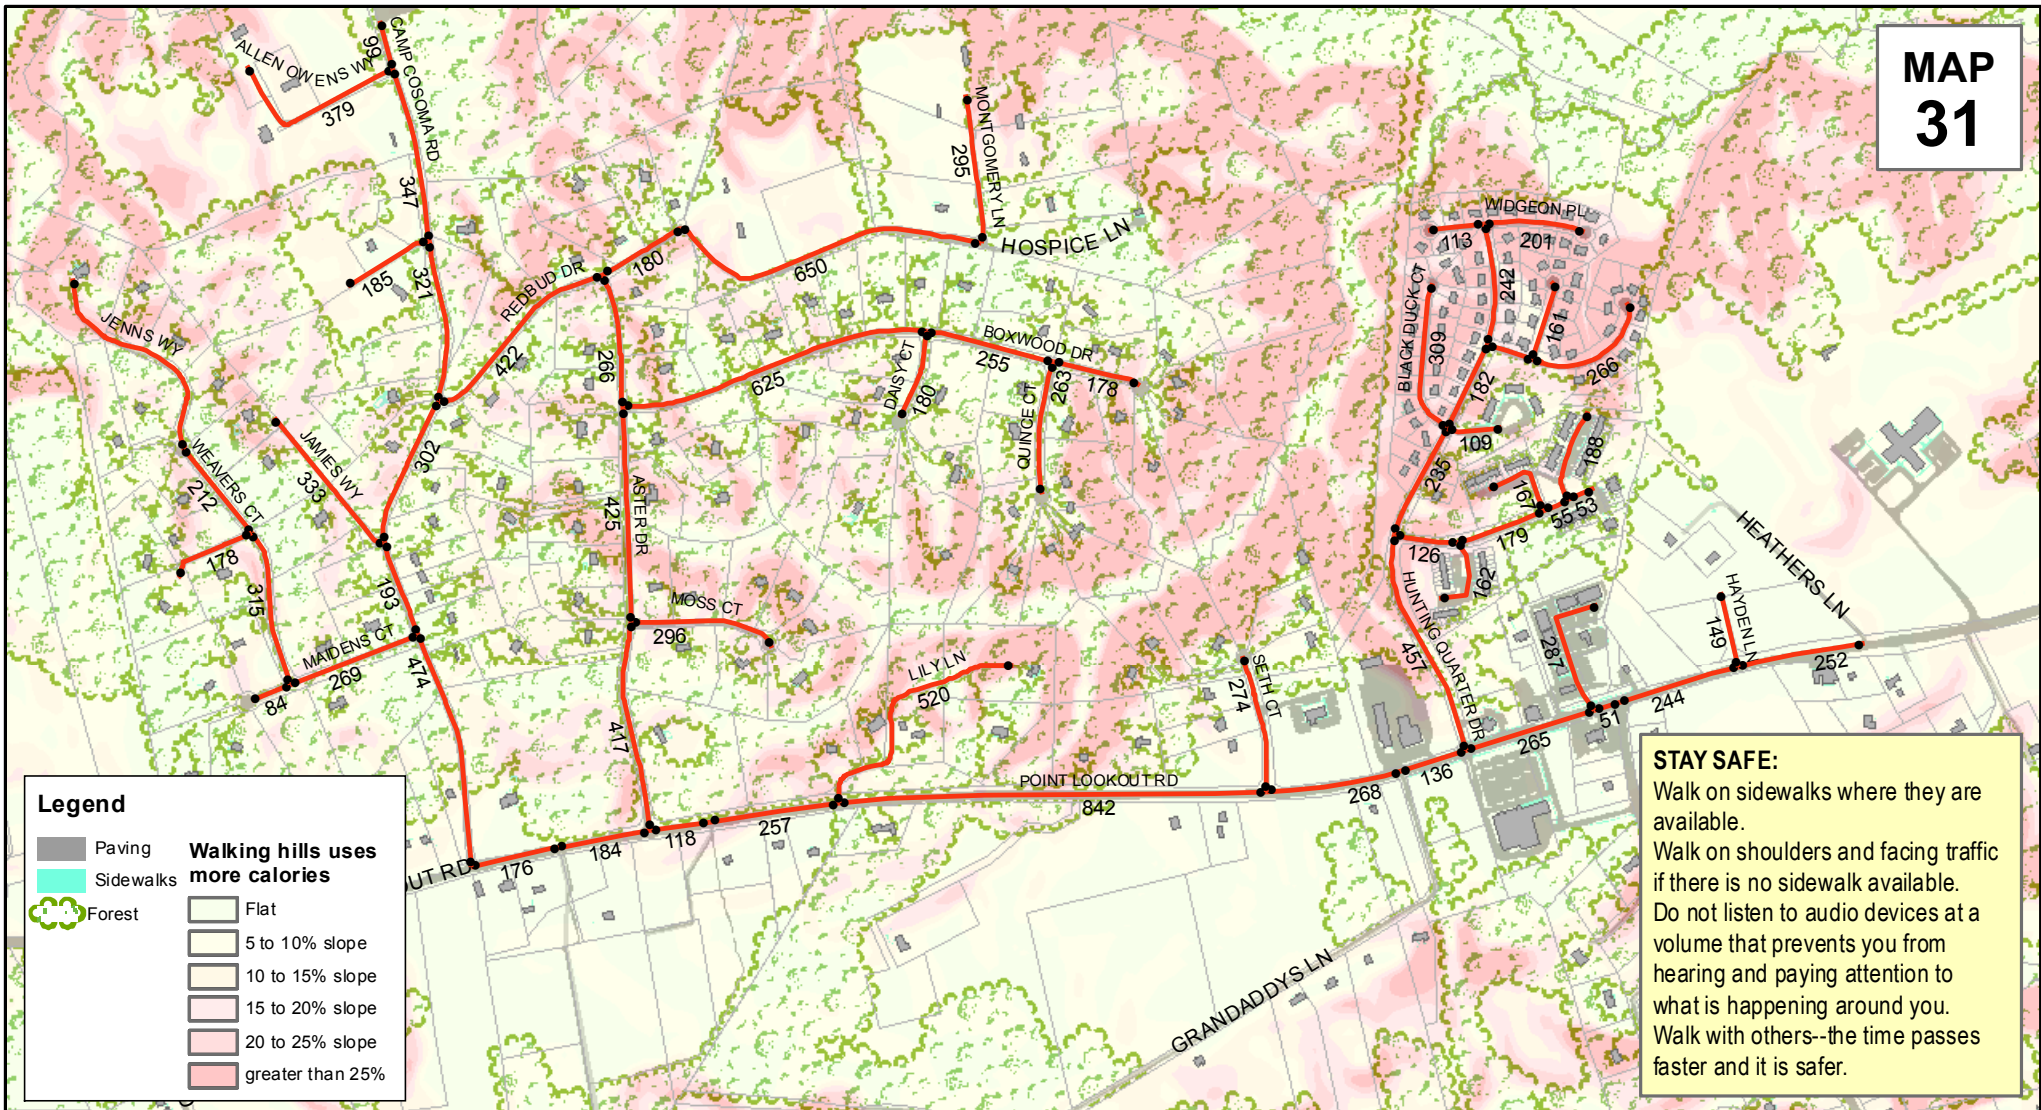 MAP
31
CAMP COSOMA RD
99
ALLEN OWENS WY
379
347
MONTGOMERY LN
295
HOSPICE LN
185
321
REDBUD DR
180
650
422
WIDGEON PL
113
201
242
BLACK DUCK CT
309
161
266
182
109
JENNS WY
266
625
DAISY CT
180
BOXWOOD DR
255
263
178
QUINCE CT
WEAVERS CT
212
JAMIES WY
333
302
178
315
193
ASTER DR
425
235
188
167
55
53
179
126
162
HEATHERS LN
MOSS CT
296
MAIDENS CT
269
84
474
417
LILY LN
520
SETH CT
274
HUNTING QUARTER DR
457
287
HAYDEN LN
149
252
244
51
265
136
268
POINT LOOKOUT RD
842
257
118
184
176
OUT RD
GRANDADDYS LN
Legend
Paving
Sidewalks
Forest
Walking hills uses
more calories
Flat
5 to 10% slope
10 to 15% slope
15 to 20% slope
20 to 25% slope
greater than 25%
STAY SAFE:
Walk on sidewalks where they are
available.
Walk on shoulders and facing traffic
if there is no sidewalk available.
Do not listen to audio devices at a
volume that prevents you from
hearing and paying attention to
what is happening around you.
Walk with others--the time passes
faster and it is safer.